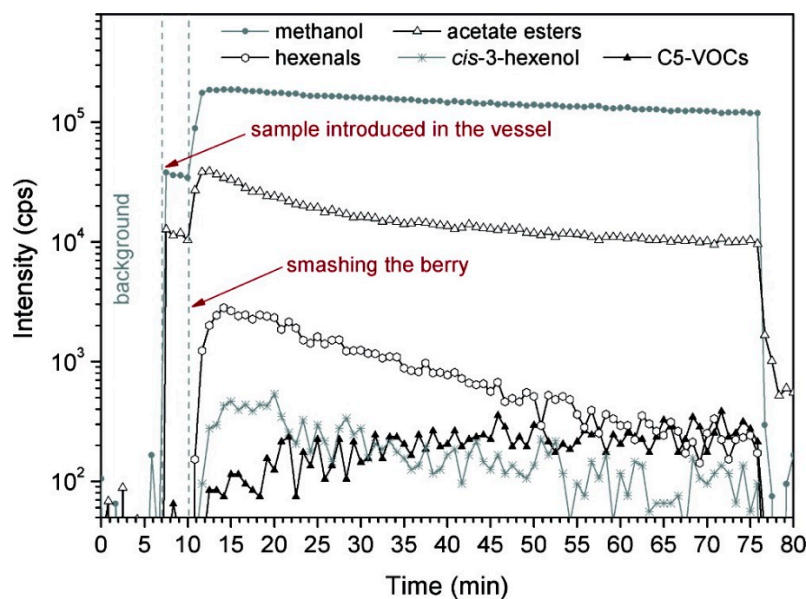 methanol acetate esters
hexenals cis-3-hexenol C5-VOCs
sample introduced in the vessel
smashing the berry
background
Intensity (cps)
10^5
10^4
10^3
10^2
0 5 10 15 20 25 30 35 40 45 50 55 60 65 70 75 80
Time (min)